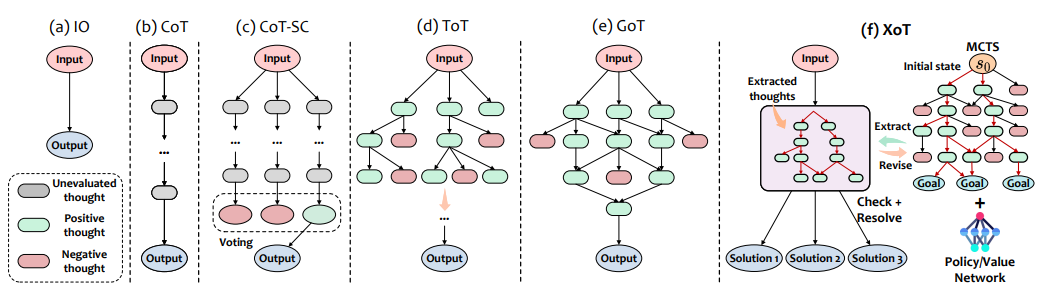 (a) IO
Input
Output
Unevaluated
thought
Positive
thought
Negative
thought
(b) CoT
Input
...
Output
(c) CoT-SC
Input
... ... ...
Voting
Output
(d) ToT
Input
...
Output
(e) GoT
Input
Output
(f) XoT
Input
Extracted
thoughts
Check +
Resolve
Solution 1
Solution 2
Solution 3
MCTS
Initial state
s0
Extract
Revise
Goal
Goal
Goal
+
Policy/Value
Network